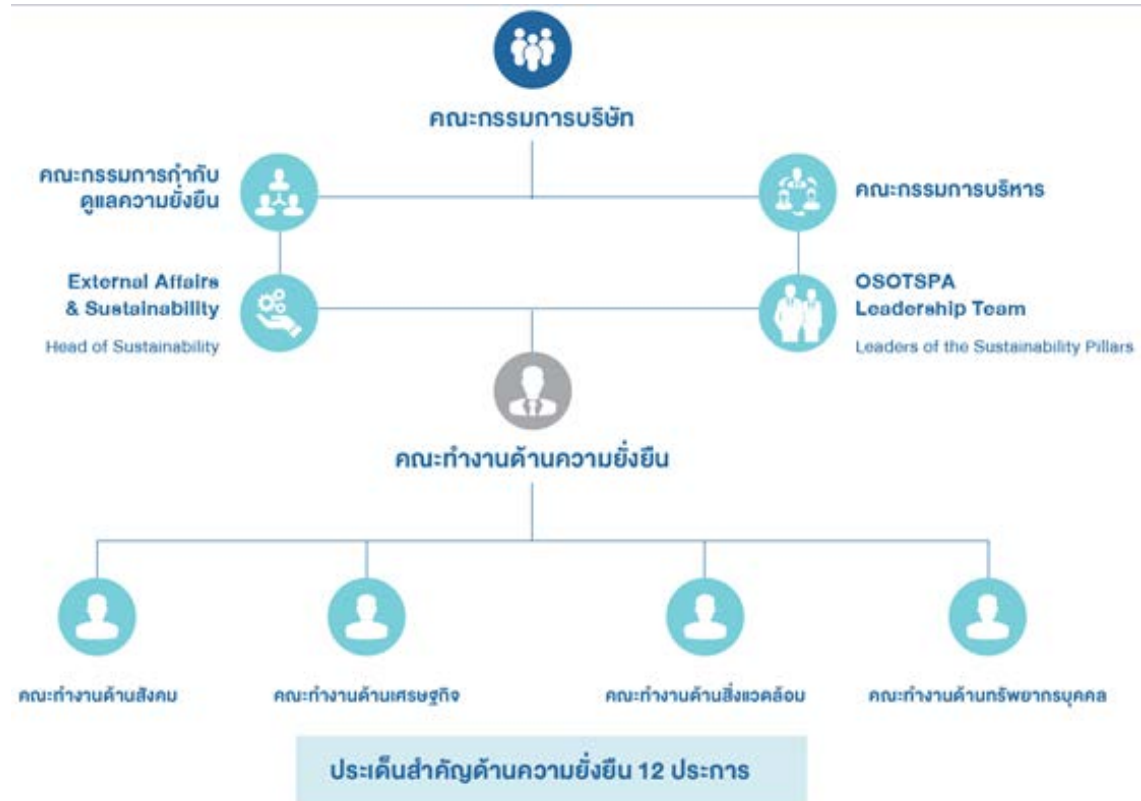 คณะกรรมการบริษัท
คณะกรรมการกำกับ
ดูแลความยั่งยืน
คณะกรรมการบริหาร
External Affairs
& Sustainability
Head of Sustainability
OSOTSPA
Leadership Team
Leaders of the Sustainability Pillars
คณะทำงานด้านความยั่งยืน
คณะทำงานด้านสังคม
คณะทำงานด้านเศรษฐกิจ
คณะทำงานด้านสิ่งแวดล้อม
คณะทำงานด้านทรัพยากรบุคคล
ประเด็นสำคัญด้านความยั่งยืน 12 ประการ